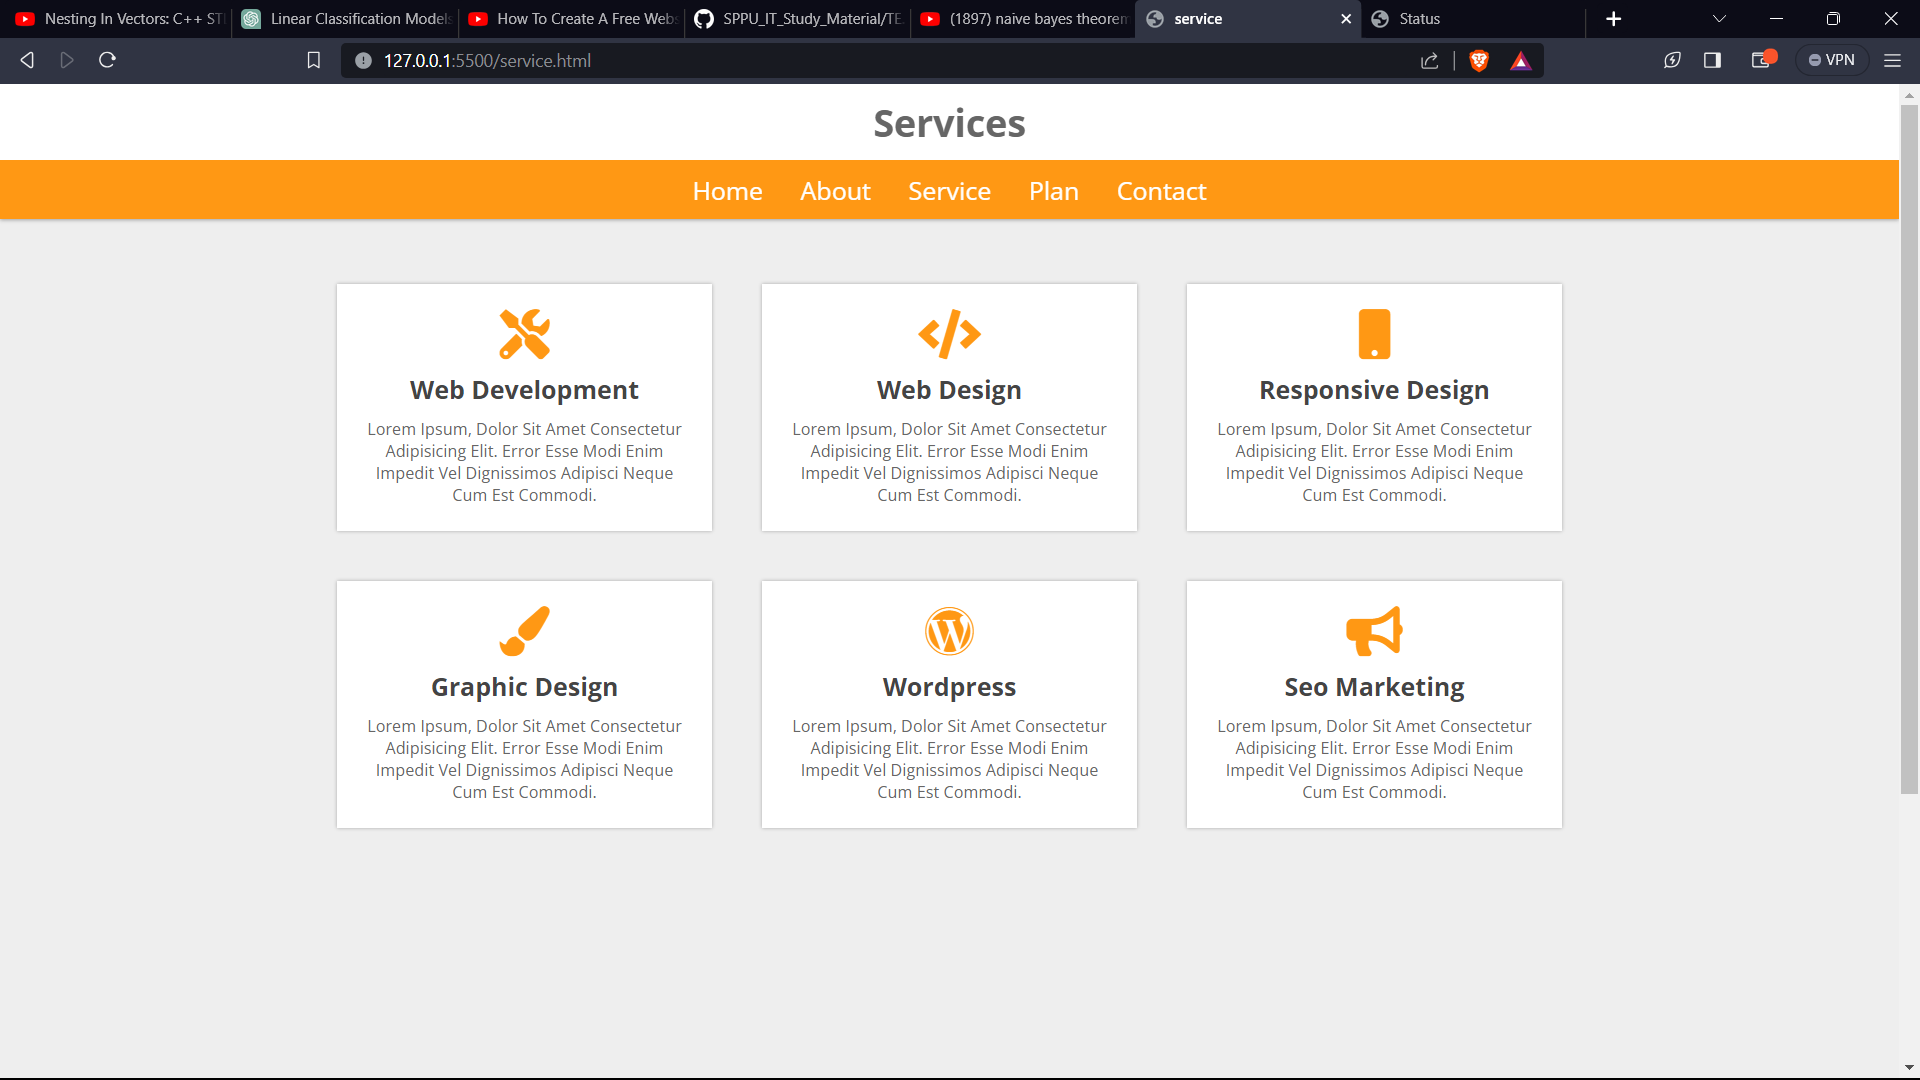 Nesting In Vectors: C++ ST
Linear Classification Models
How To Create A Free Webs
SPPU_IT_Study_Material/TE
(1897) naive bayes theorem
service
Status
127.0.0.1:5500/service.html
VPN
Services
Home About Service Plan Contact
Web Development
Lorem Ipsum, Dolor Sit Amet Consectetur
Adipisicing Elit. Error Esse Modi Enim
Impedit Vel Dignissimos Adipisci Neque
Cum Est Commodi.
Web Design
Lorem Ipsum, Dolor Sit Amet Consectetur
Adipisicing Elit. Error Esse Modi Enim
Impedit Vel Dignissimos Adipisci Neque
Cum Est Commodi.
Responsive Design
Lorem Ipsum, Dolor Sit Amet Consectetur
Adipisicing Elit. Error Esse Modi Enim
Impedit Vel Dignissimos Adipisci Neque
Cum Est Commodi.
Graphic Design
Lorem Ipsum, Dolor Sit Amet Consectetur
Adipisicing Elit. Error Esse Modi Enim
Impedit Vel Dignissimos Adipisci Neque
Cum Est Commodi.
Wordpress
Lorem Ipsum, Dolor Sit Amet Consectetur
Adipisicing Elit. Error Esse Modi Enim
Impedit Vel Dignissimos Adipisci Neque
Cum Est Commodi.
Seo Marketing
Lorem Ipsum, Dolor Sit Amet Consectetur
Adipisicing Elit. Error Esse Modi Enim
Impedit Vel Dignissimos Adipisci Neque
Cum Est Commodi.